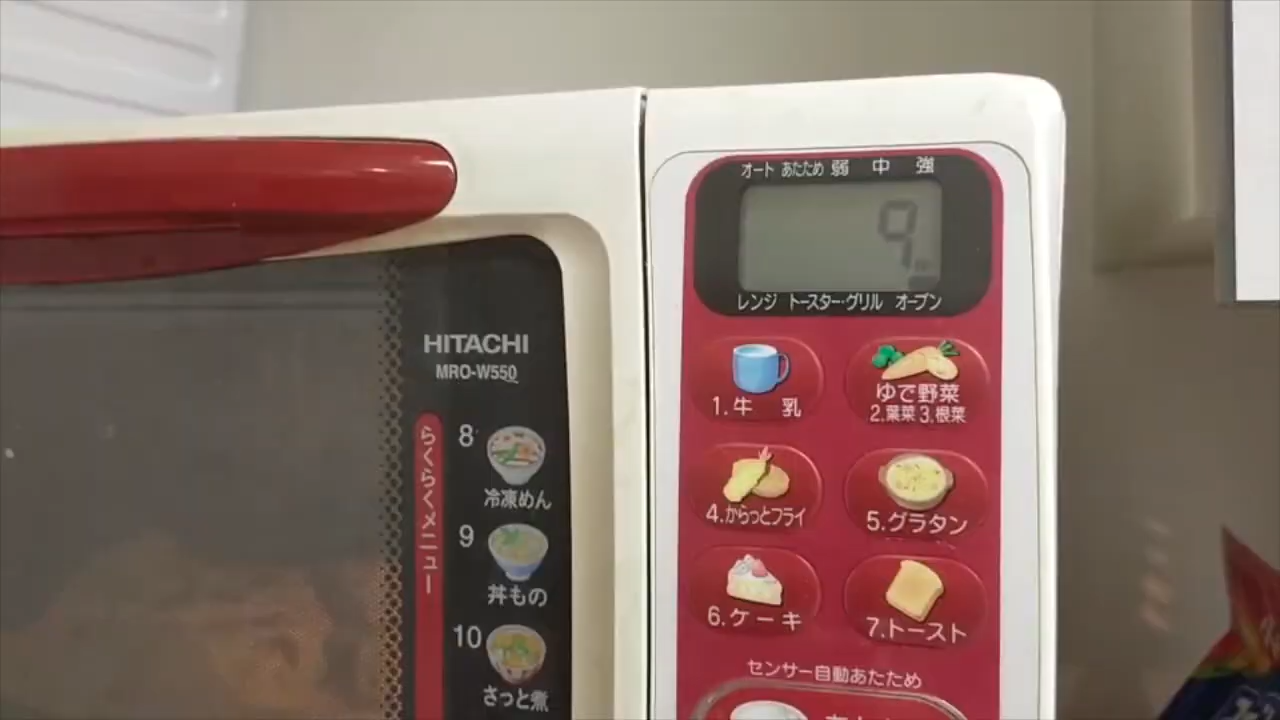 オート あたため 弱 中 強
9
レンジ トースター・グリル オーブン
HITACHI
MRO-W550
らくらくメニュー
8
冷凍めん
9
丼もの
10
さっと煮
1.牛 乳
ゆで野菜
2.葉菜 3.根菜
4.からっとフライ
5.グラタン
6.ケーキ
7.トースト
センサー自動あたため